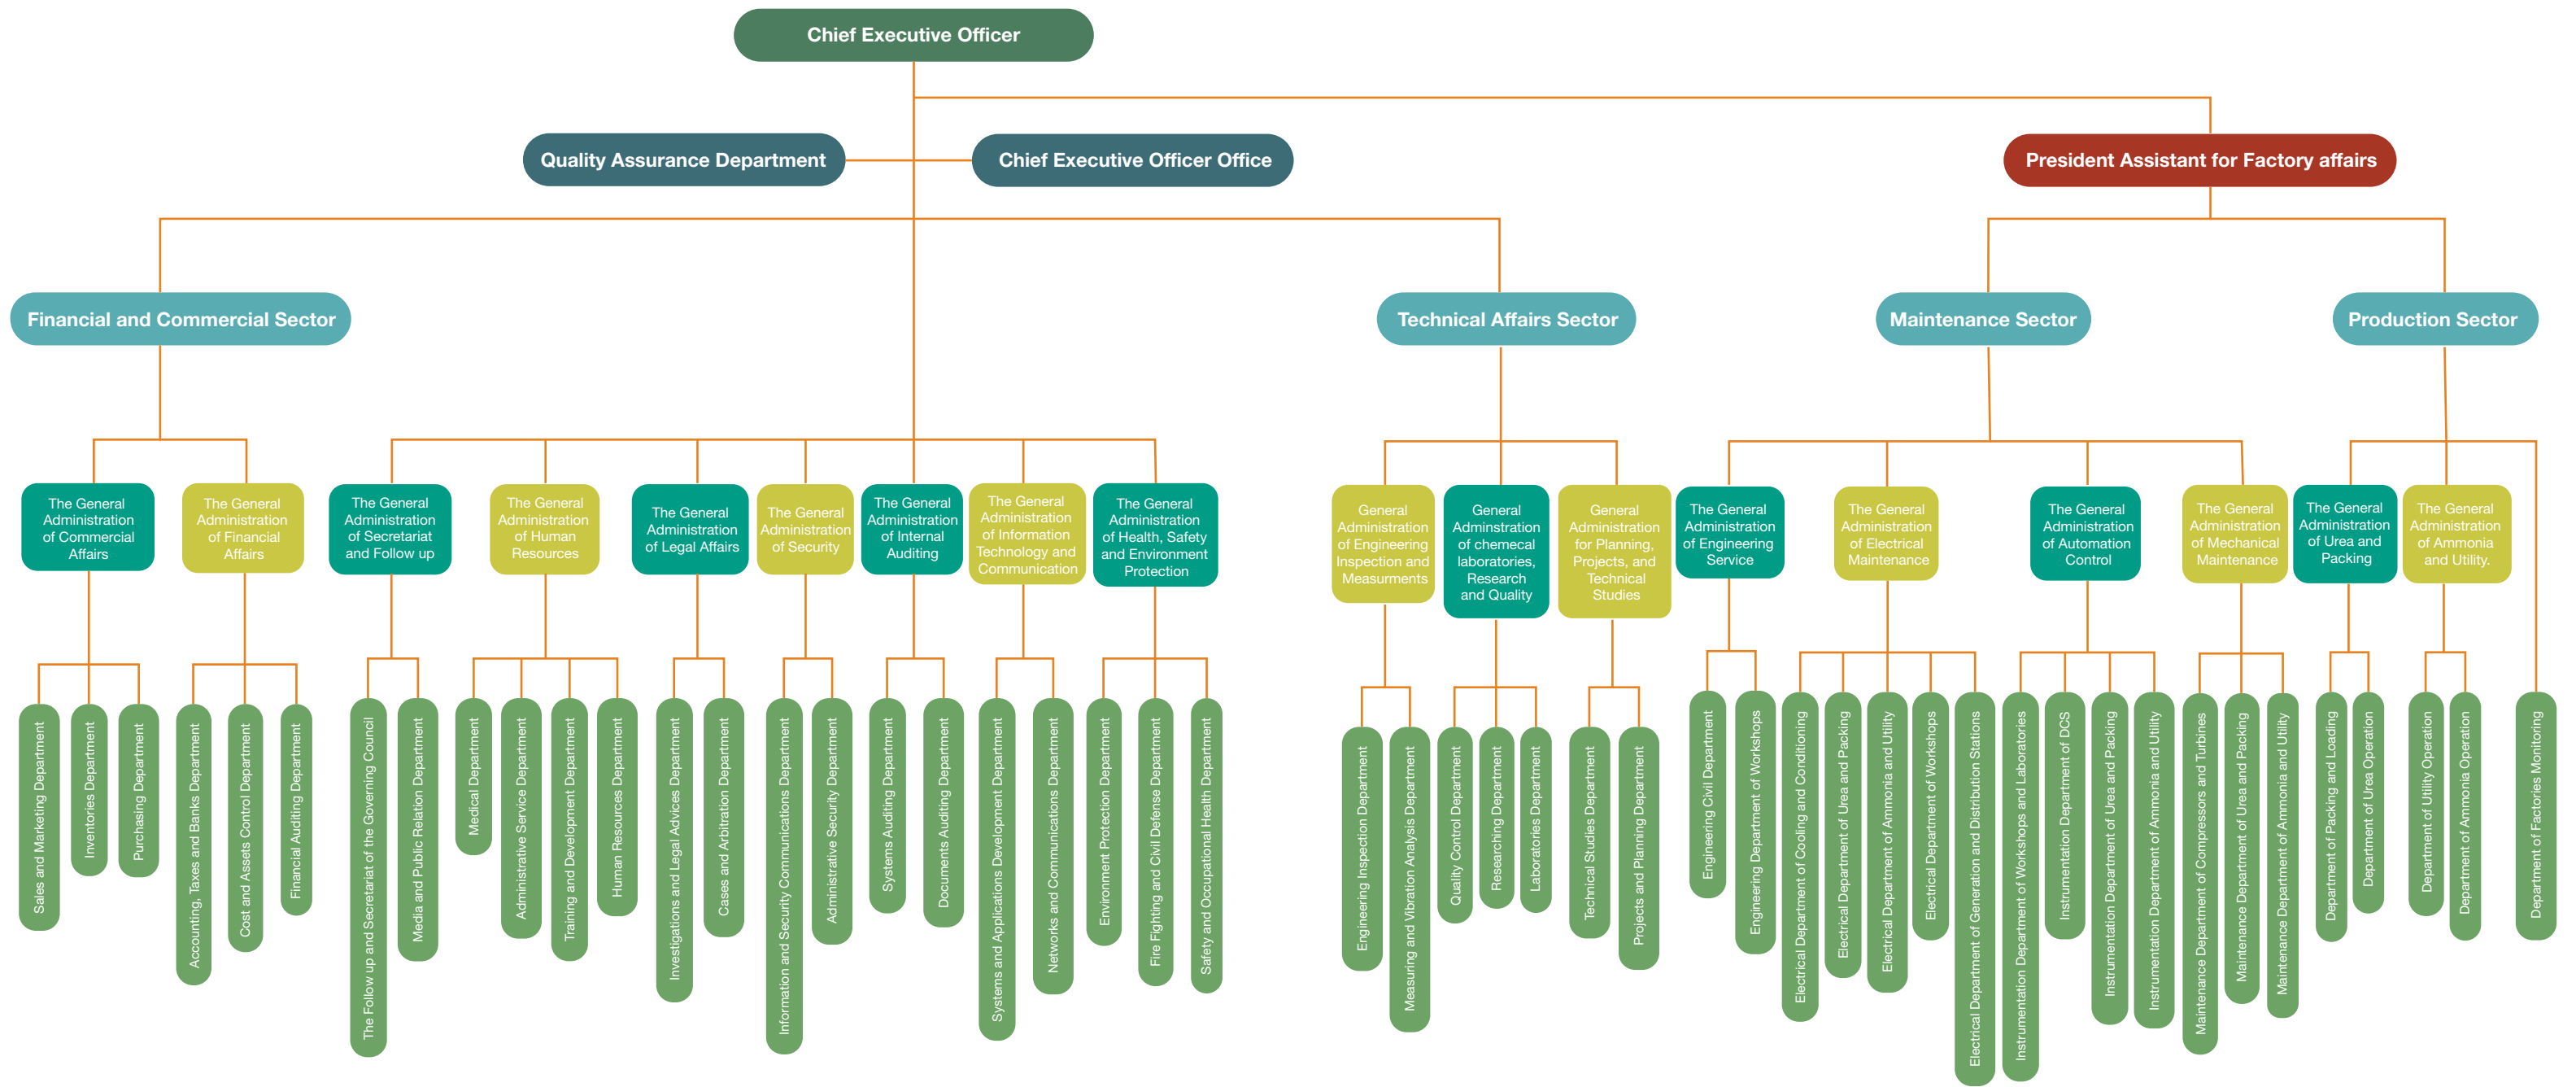 Chief Executive Officer
Quality Assurance Department
Chief Executive Officer Office
President Assistant for Factory affairs
Financial and Commercial Sector
Technical Affairs Sector
Maintenance Sector
Production Sector
The General
Administration
of Commercial
Affairs
The General
Administration
of Financial
Affairs
The General
Administration
of Secretariat
and Follow up
The General
Administration
of Human
Resources
The General
Administration
of Legal Affairs
The General
Administration
of Security
The General
Administration
of Internal
Auditing
The General
Administration
of Information
Technology and
Communication
The General
Administration
of Health, Safety
and Environment
Protection
General
Administration
of Engineering
Inspection and
Measurments
General
Adminstration
of chemecal
laboratories,
Research
and Quality
General
Administration
for Planning,
Projects, and
Technical
Studies
The General
Administration
of Engineering
Service
The General
Administration
of Electrical
Maintenance
The General
Administration
of Automation
Control
The General
Administration
of Mechanical
Maintenance
The General
Administration
of Urea and
Packing
The General
Administration
of Ammonia
and Utility.
Sales and Marketing Department
Inventories Department
Purchasing Department
Accounting, Taxes and Banks Department
Cost and Assets Control Department
Financial Auditing Department
The Follow up and Secretariat of the Governing Council
Media and Public Relation Department
Medical Department
Administrative Service Department
Training and Development Department
Human Resources Department
Investigations and Legal Advices Department
Cases and Arbitration Department
Information and Security Communications Department
Administrative Security Department
Systems Auditing Department
Documents Auditing Department
Systems and Applications Development Department
Networks and Communications Department
Environment Protection Department
Fire Fighting and Civil Defense Department
Safety and Occupational Health Department
Engineering Inspection Department
Measuring and Vibration Analysis Department
Quality Control Department
Researching Department
Laboratories Department
Technical Studies Department
Projects and Planning Department
Engineering Civil Department
Engineering Department of Workshops
Electrical Department of Cooling and Conditioning
Electrical Department of Urea and Packing
Electrical Department of Ammonia and Utility
Electrical Department of Workshops
Electrical Department of Generation and Distribution Stations
Instrumentation Department of Workshops and Laboratories
Instrumentation Department of DCS
Instrumentation Department of Urea and Packing
Instrumentation Department of Ammonia and Utility
Maintenance Department of Compressors and Turbines
Maintenance Department of Urea and Packing
Maintenance Department of Ammonia and Utility
Department of Packing and Loading
Department of Urea Operation
Department of Utility Operation
Department of Ammonia Operation
Department of Factories Monitoring